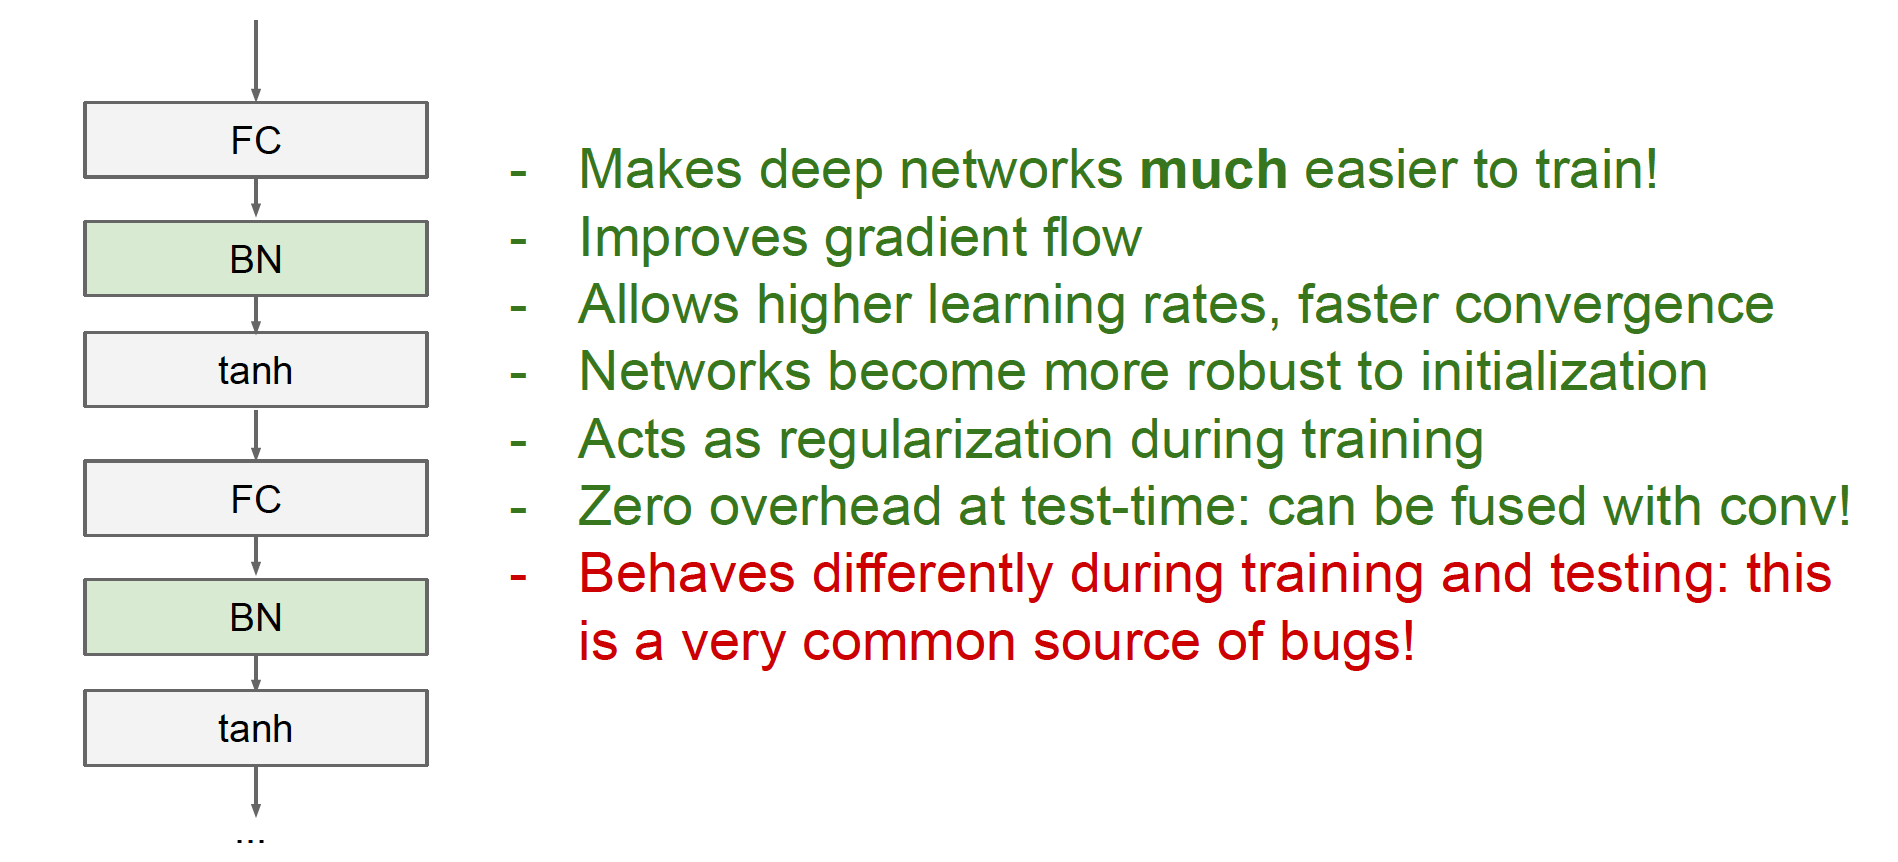 FC
BN
tanh
FC
BN
tanh
...
- Makes deep networks much easier to train!
- Improves gradient flow
- Allows higher learning rates, faster convergence
- Networks become more robust to initialization
- Acts as regularization during training
- Zero overhead at test-time: can be fused with conv!
- Behaves differently during training and testing: this
is a very common source of bugs!